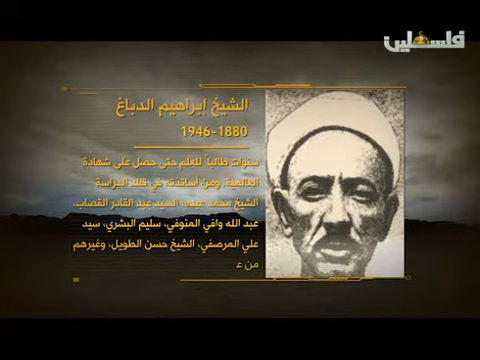 فلسطين
الشيخ إبراهيم الدباغ
1946-1880
سنوات طالباً للعلم حتى حصل على شهادة
العالمية، ومن أساتذته في تلك الدراسة
الشيخ محمد عبده، السيد عبد القادر القصاب،
عبد الله وافي المنوفي، سليم البشري، سيد
علي المرصفي، الشيخ حسن الطويل، وغيرهم
من ع